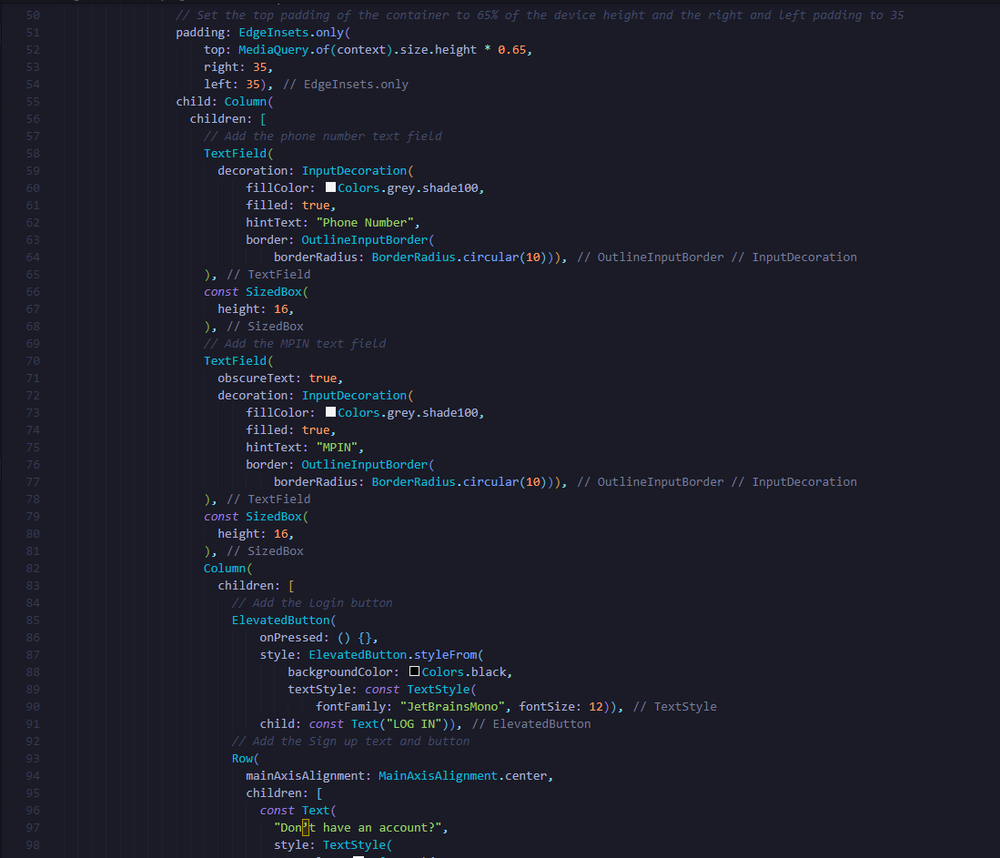 50 // Set the top padding of the container to 65% of the device height and the right and left padding to 35
51 padding: EdgeInsets.only(
52 top: MediaQuery.of(context).size.height * 0.65,
53 right: 35,
54 left: 35), // EdgeInsets.only
55 child: Column(
56 children: [
57 // Add the phone number text field
58 TextField(
59 decoration: InputDecoration(
60 fillColor: Colors.grey.shade100,
61 filled: true,
62 hintText: "Phone Number",
63 border: OutlineInputBorder(
64 borderRadius: BorderRadius.circular(10))), // OutlineInputBorder // InputDecoration
65 ), // TextField
66 const SizedBox(
67 height: 16,
68 ), // SizedBox
69 // Add the MPIN text field
70 TextField(
71 obscureText: true,
72 decoration: InputDecoration(
73 fillColor: Colors.grey.shade100,
74 filled: true,
75 hintText: "MPIN",
76 border: OutlineInputBorder(
77 borderRadius: BorderRadius.circular(10))), // OutlineInputBorder // InputDecoration
78 ), // TextField
79 const SizedBox(
80 height: 16,
81 ), // SizedBox
82 Column(
83 children: [
84 // Add the Login button
85 ElevatedButton(
86 onPressed: () {},
87 style: ElevatedButton.styleFrom(
88 backgroundColor: Colors.black,
89 textStyle: const TextStyle(
90 fontFamily: "JetBrainsMono", fontSize: 12)), // TextStyle
91 child: const Text("LOG IN")), // ElevatedButton
92 // Add the Sign up text and button
93 Row(
94 mainAxisAlignment: MainAxisAlignment.center,
95 children: [
96 const Text(
97 "Don’t have an account?",
98 style: TextStyle(